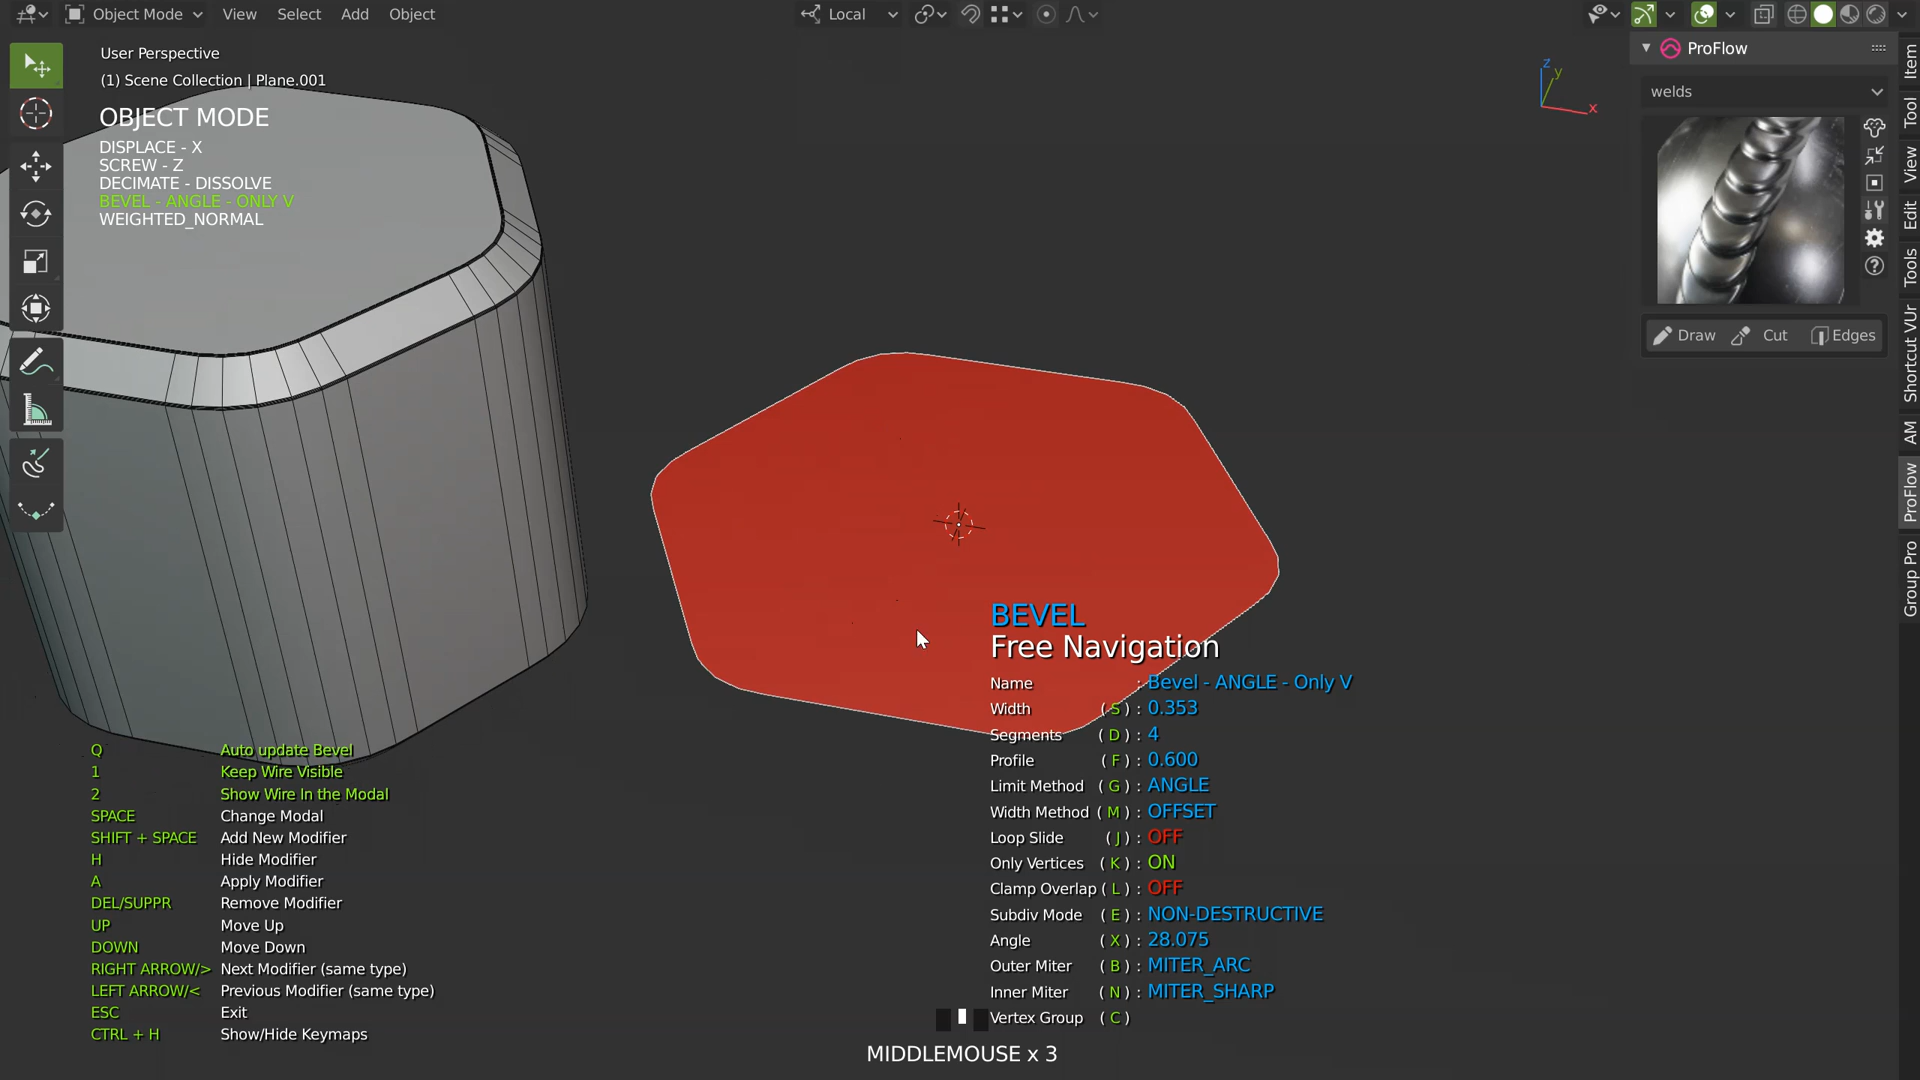 Object Mode View Select Add Object Local
User Perspective
(1) Scene Collection | Plane.001
OBJECT MODE
DISPLACE - X
SCREW - Z
DECIMATE - DISSOLVE
BEVEL - ANGLE - ONLY V
WEIGHTED_NORMAL
z
y
x
ProFlow
welds
Draw Cut Edges
Item
Tool
View
Edit
Tools
Shortcut VUr
AM
ProFlow
Group Pro
BEVEL
Free Navigation
Name : Bevel - ANGLE - Only V
Width ( S ) : 0.353
Segments ( D ) : 4
Profile ( F ) : 0.600
Limit Method ( G ) : ANGLE
Width Method ( M ) : OFFSET
Loop Slide ( J ) : OFF
Only Vertices ( K ) : ON
Clamp Overlap ( L ) : OFF
Subdiv Mode ( E ) : NON-DESTRUCTIVE
Angle ( X ) : 28.075
Outer Miter ( B ) : MITER_ARC
Inner Miter ( N ) : MITER_SHARP
Vertex Group ( C )
Q Auto update Bevel
1 Keep Wire Visible
2 Show Wire In the Modal
SPACE Change Modal
SHIFT + SPACE Add New Modifier
H Hide Modifier
A Apply Modifier
DEL/SUPPR Remove Modifier
UP Move Up
DOWN Move Down
RIGHT ARROW/> Next Modifier (same type)
LEFT ARROW/< Previous Modifier (same type)
ESC Exit
CTRL + H Show/Hide Keymaps
MIDDLEMOUSE x 3